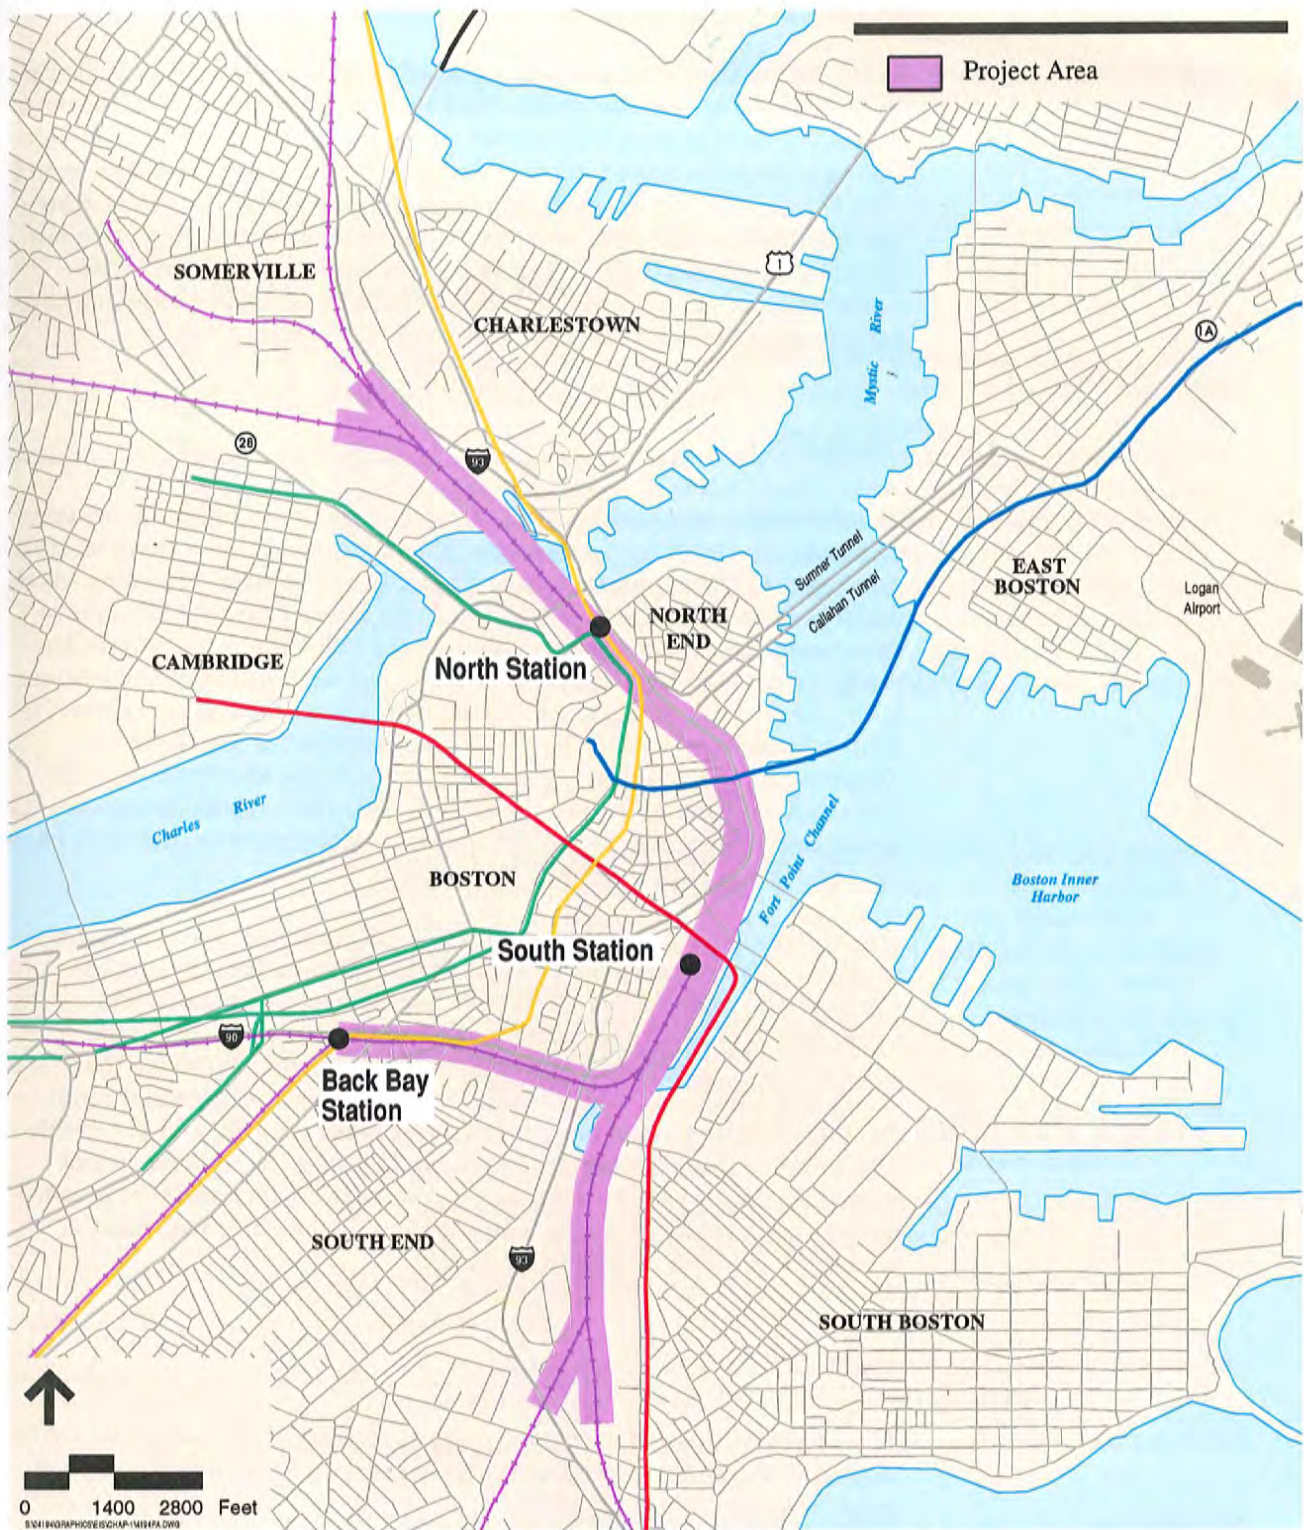 Project Area
1
SOMERVILLE
CHARLESTOWN
Mystic River
1A
28
93
Sumner Tunnel
Callahan Tunnel
EAST
BOSTON
Logan
Airport
NORTH
END
CAMBRIDGE
North Station
Charles River
Fort Point Channel
BOSTON
Boston Inner
Harbor
South Station
90
Back Bay
Station
SOUTH END
93
SOUTH BOSTON
0 1400 2800 Feet